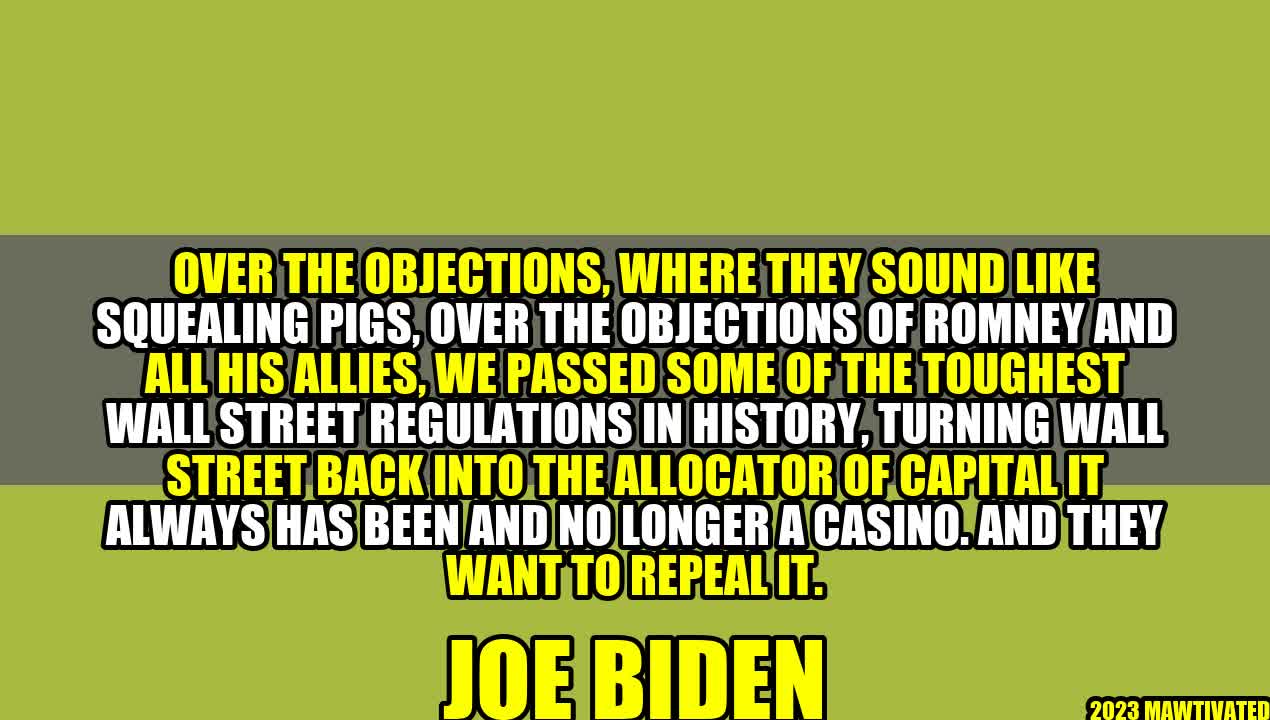 OVER THE OBJECTIONS, WHERE THEY SOUND LIKE
SQUEALING PIGS, OVER THE OBJECTIONS OF ROMNEY AND
ALL HIS ALLIES, WE PASSED SOME OF THE TOUGHEST
WALL STREET REGULATIONS IN HISTORY, TURNING WALL
STREET BACK INTO THE ALLOCATOR OF CAPITAL IT
ALWAYS HAS BEEN AND NO LONGER A CASINO. AND THEY
WANT TO REPEAL IT.
JOE BIDEN
2023 MAWTIVATED